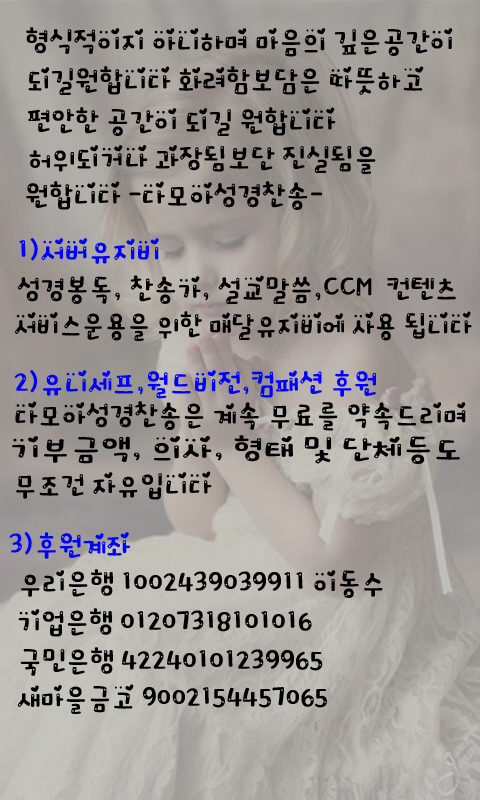 형식적이지 아니하며 마음의 깊은공간이
되길원합니다 화려함보담은 따뜻하고
편안한 공간이 되길 원합니다
허위되거나 과장됨보단 진실됨을
원합니다 -다모아성경찬송-
1)서버유지비
성경봉독, 찬송가, 설교말씀,CCM 컨텐츠
서비스운용을 위한 매달유지비에 사용 됩니다
2)유니세프,월드비전,컴패션 후원
다모아성경찬송은 계속 무료를 약속드리며
기부금액, 의사, 형태 및 단체등도
무조건 자유입니다
3)후원계좌
우리은행 1002439039911 이동수
기업은행 01207318101016
국민은행 42240101239965
새마을금고 9002154457065